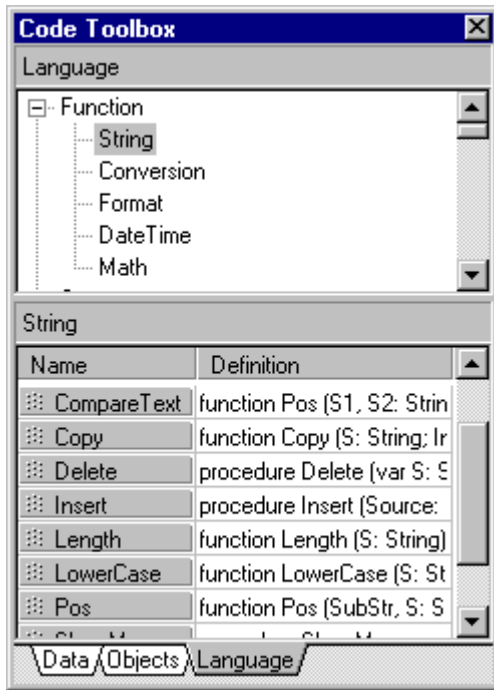 Code Toolbox
Language
Function
String
Conversion
Format
DateTime
Math
String
Name Definition
CompareText function Pos (S1, S2: Strin
Copy function Copy (S: String; Ir
Delete procedure Delete (var S: S
Insert procedure Insert (Source:
Length function Length (S: String)
LowerCase function LowerCase (S: St
Pos function Pos (SubStr, S: S
Data Objects Language